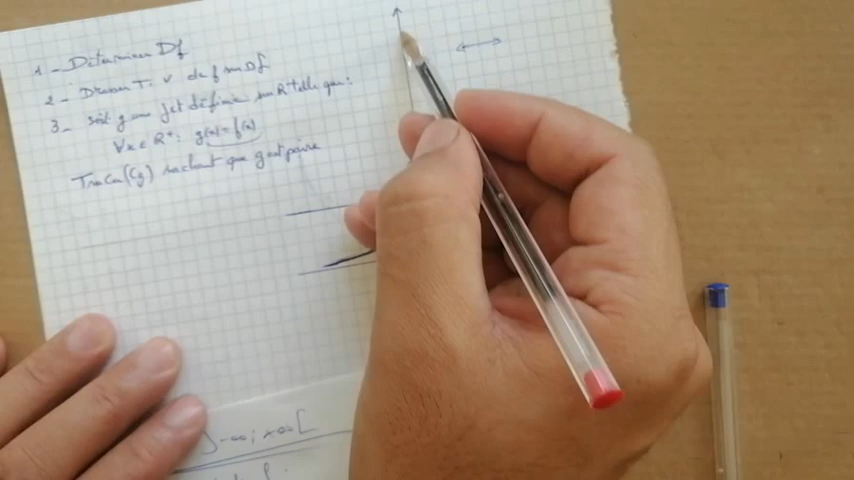 1 - Déterminer Df
2 - Dresser T. V de f sur Df
3 - soit g une fct définie sur R telle que :
∀x ∈ R⁺ : g(x) = f(x)
Tracer (Cg) sachant que g est paire
]-∞; +∞[